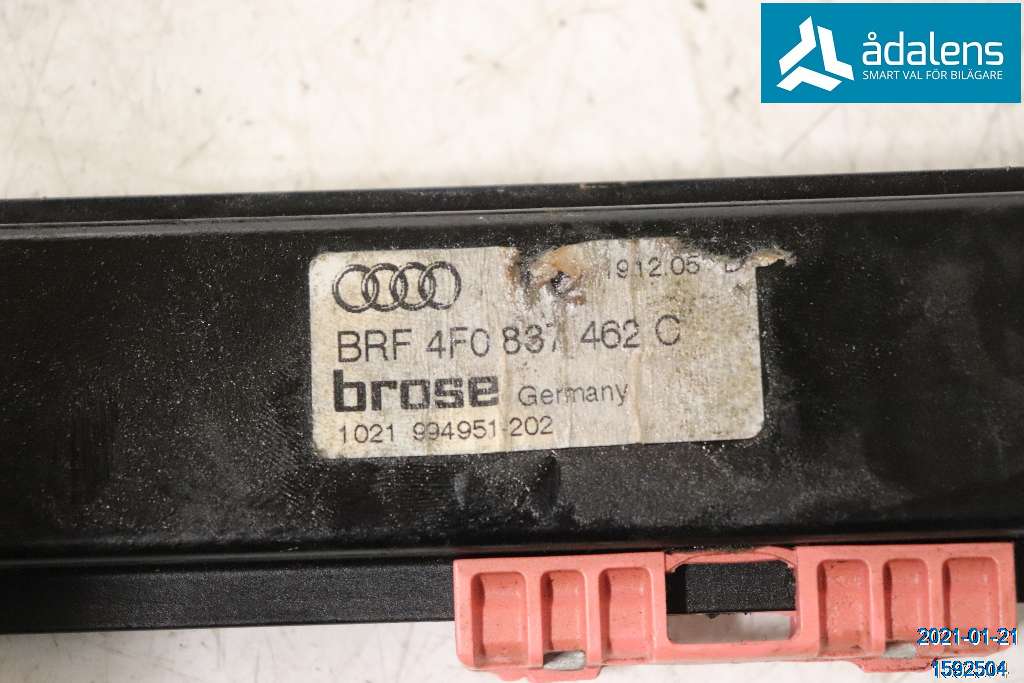 ådalens
SMART VAL FÖR BILÄGARE
19.12.05
BRF 4F0 837 462 C
brose Germany
1021 994951-202
2021-01-21
1592504